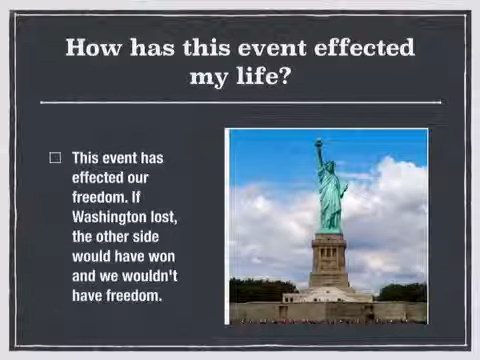 How has this event effected
my life?
This event has
effected our
freedom. If
Washington lost,
the other side
would have won
and we wouldn't
have freedom.